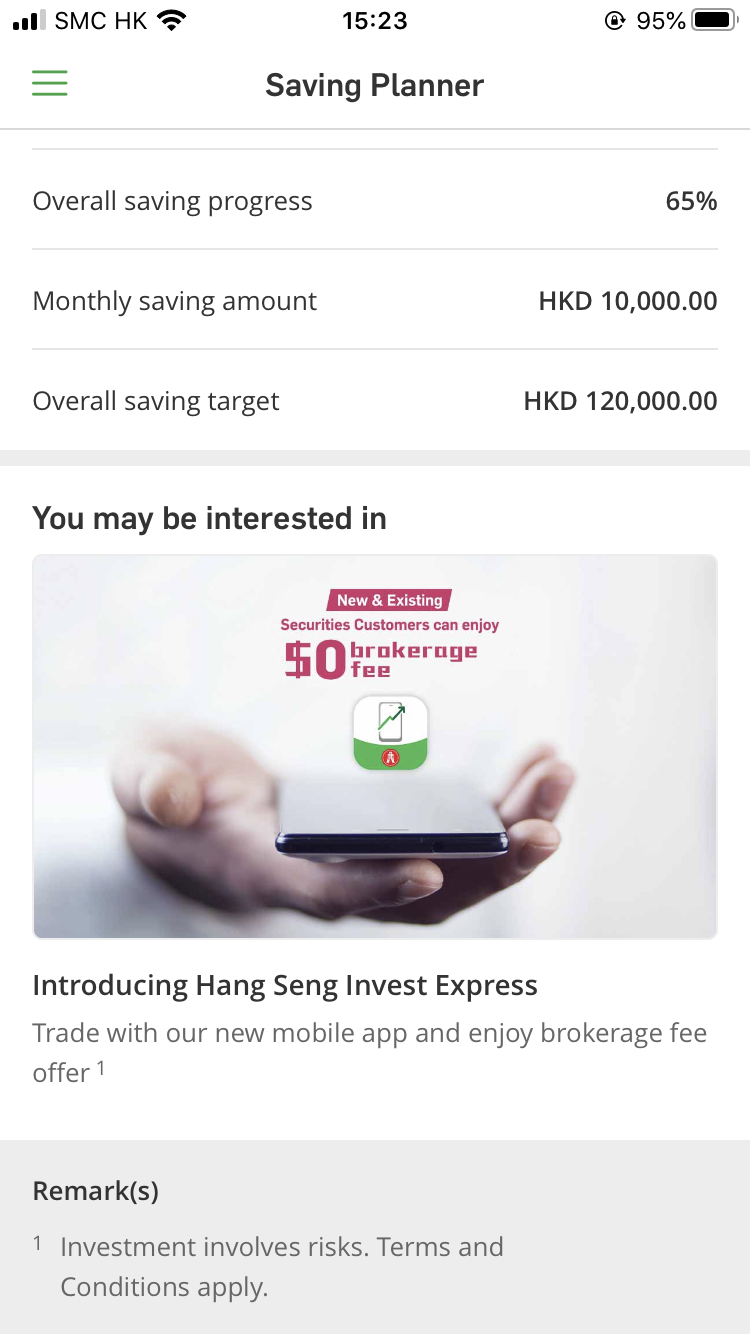 SMC HK 15:23 95%
Saving Planner
Overall saving progress 65%
Monthly saving amount HKD 10,000.00
Overall saving target HKD 120,000.00
You may be interested in
New & Existing
Securities Customers can enjoy
$0 brokerage
fee
Introducing Hang Seng Invest Express
Trade with our new mobile app and enjoy brokerage fee
offer 1
Remark(s)
1 Investment involves risks. Terms and
Conditions apply.